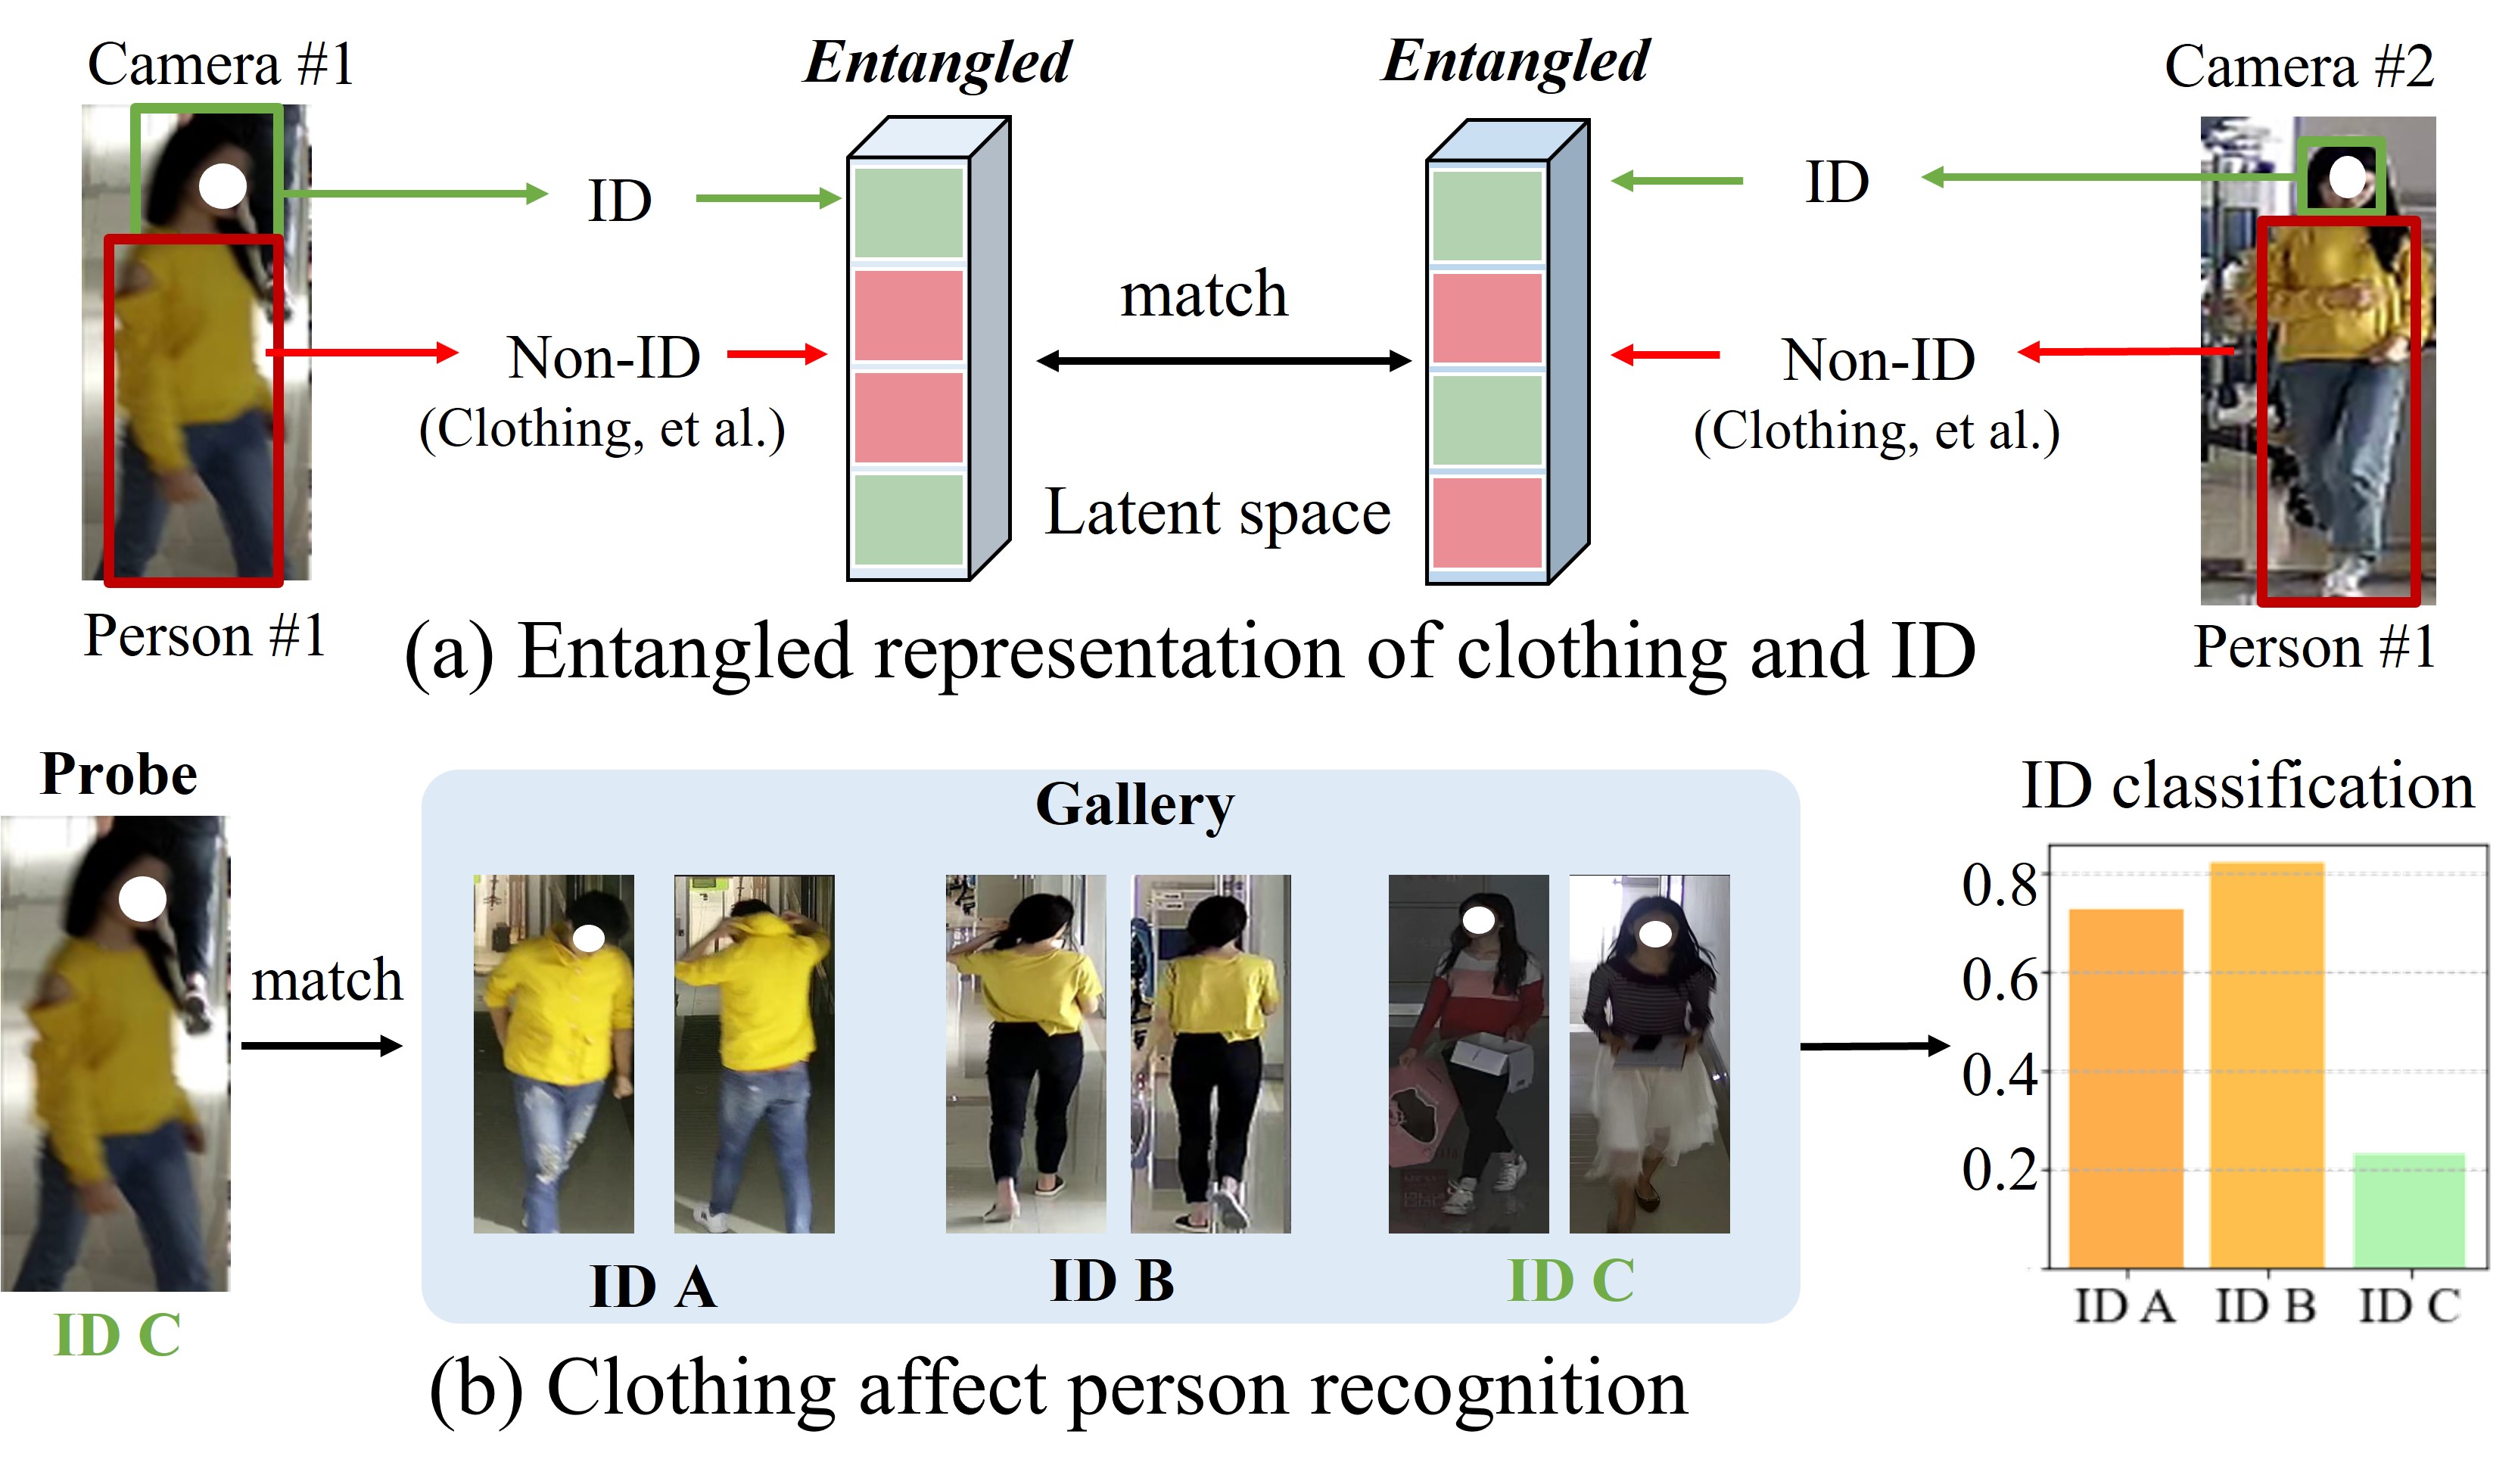 Camera #1
Entangled
Entangled
Camera #2
ID
ID
match
Non-ID
(Clothing, et al.)
Non-ID
(Clothing, et al.)
Latent space
Person #1
(a) Entangled representation of clothing and ID
Person #1
Probe
Gallery
ID classification
match
0.8
0.6
0.4
0.2
ID A
ID B
ID C
ID A
ID B
ID C
ID C
(b) Clothing affect person recognition